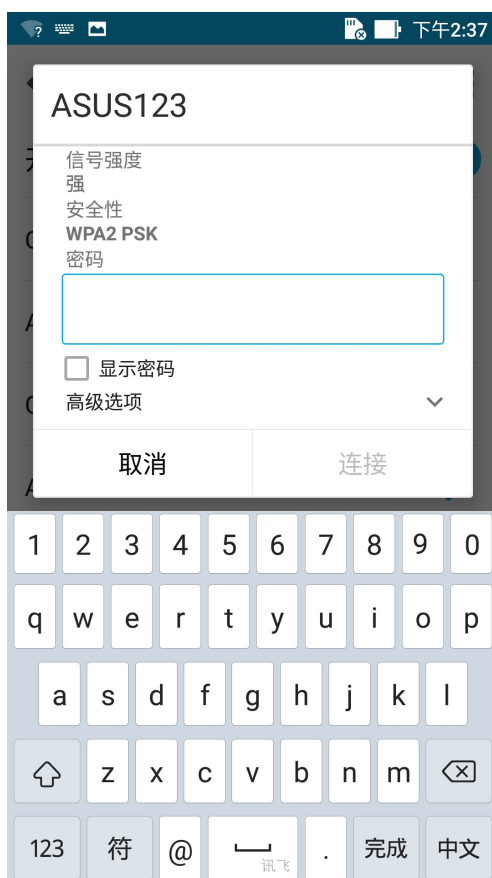 下午2:37
ASUS123
信号强度
强
安全性
WPA2 PSK
密码
显示密码
高级选项
取消 连接
1 2 3 4 5 6 7 8 9 0
q w e r t y u i o p
a s d f g h j k l
z x c v b n m
123 符 @ 讯飞 . 完成 中文